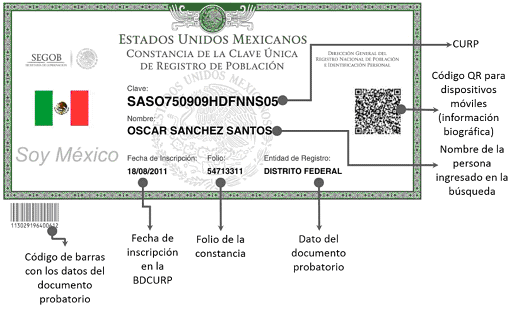 ESTADOS UNIDOS MEXICANOS
CONSTANCIA DE LA CLAVE ÚNICA
DE REGISTRO DE POBLACIÓN
SEGOB
DIRECCIÓN GENERAL DEL
REGISTRO NACIONAL DE POBLACIÓN
E IDENTIFICACIÓN PERSONAL
Clave:
SASO750909HDFNNS05
Nombre:
OSCAR SANCHEZ SANTOS
Soy México
Fecha de Inscripción:
18/08/2011
Folio:
54713311
Entidad de Registro:
DISTRITO FEDERAL
CURP
Código QR para
dispositivos
móviles
(información
biográfica)
Nombre de la
persona
ingresado en la
búsqueda
Código de barras
con los datos del
documento
probatorio
Fecha de
inscripción
en la
BDCURP
Folio de la
constancia
Dato del
documento
probatorio